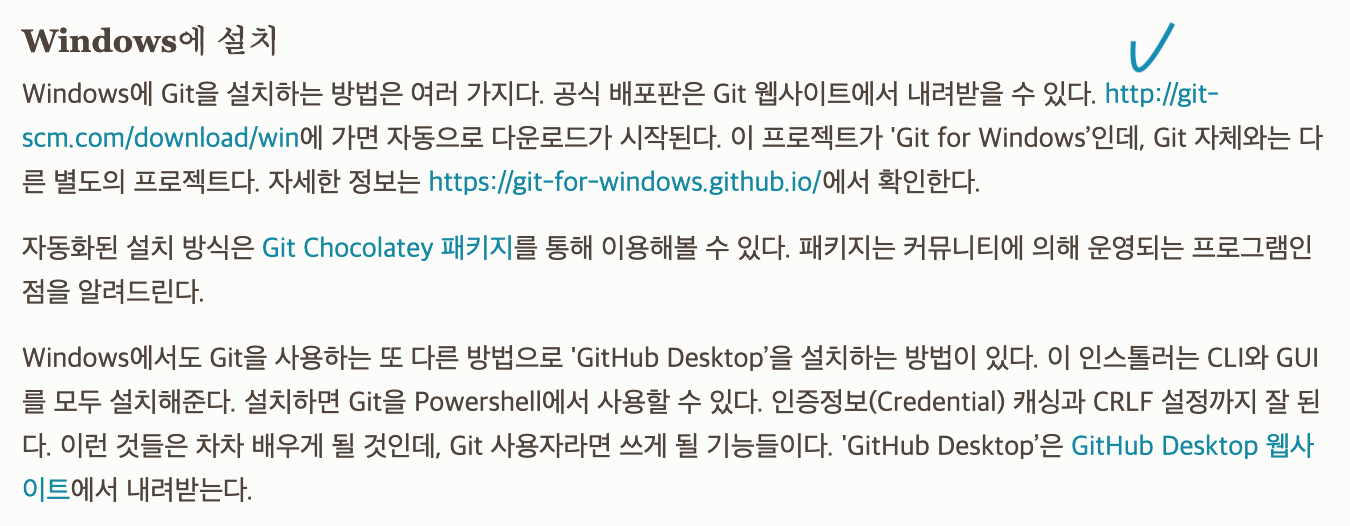 Windows에 설치
Windows에 Git을 설치하는 방법은 여러 가지다. 공식 배포판은 Git 웹사이트에서 내려받을 수 있다. http://git-
scm.com/download/win에 가면 자동으로 다운로드가 시작된다. 이 프로젝트가 'Git for Windows’인데, Git 자체와는 다
른 별도의 프로젝트다. 자세한 정보는 https://git-for-windows.github.io/에서 확인한다.
자동화된 설치 방식은 Git Chocolatey 패키지를 통해 이용해볼 수 있다. 패키지는 커뮤니티에 의해 운영되는 프로그램인
점을 알려드린다.
Windows에서도 Git을 사용하는 또 다른 방법으로 'GitHub Desktop’을 설치하는 방법이 있다. 이 인스톨러는 CLI와 GUI
를 모두 설치해준다. 설치하면 Git을 Powershell에서 사용할 수 있다. 인증정보(Credential) 캐싱과 CRLF 설정까지 잘 된
다. 이런 것들은 차차 배우게 될 것인데, Git 사용자라면 쓰게 될 기능들이다. 'GitHub Desktop’은 GitHub Desktop 웹사
이트에서 내려받는다.